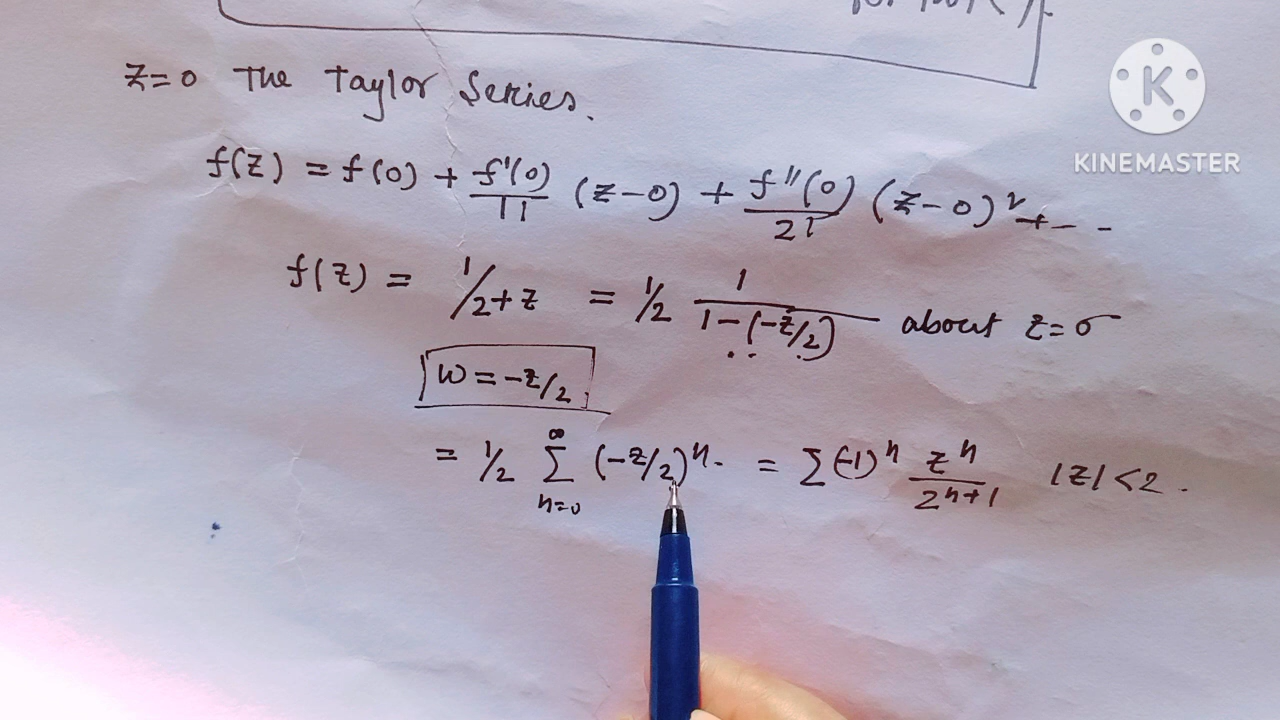 z=0 The Taylor Series.
f(z) = f(0) + f'(0)/1! (z-0) + f''(0)/2! (z-0)² + - -
f(z) = 1/2+z = 1/2 1/1-(-z/2) about z=0
w = -z/2
= 1/2 ∑_{n=0}^{∞} (-z/2)^n. = ∑(-1)^n z^n/2^{n+1} |z|<2.
K
KINEMASTER